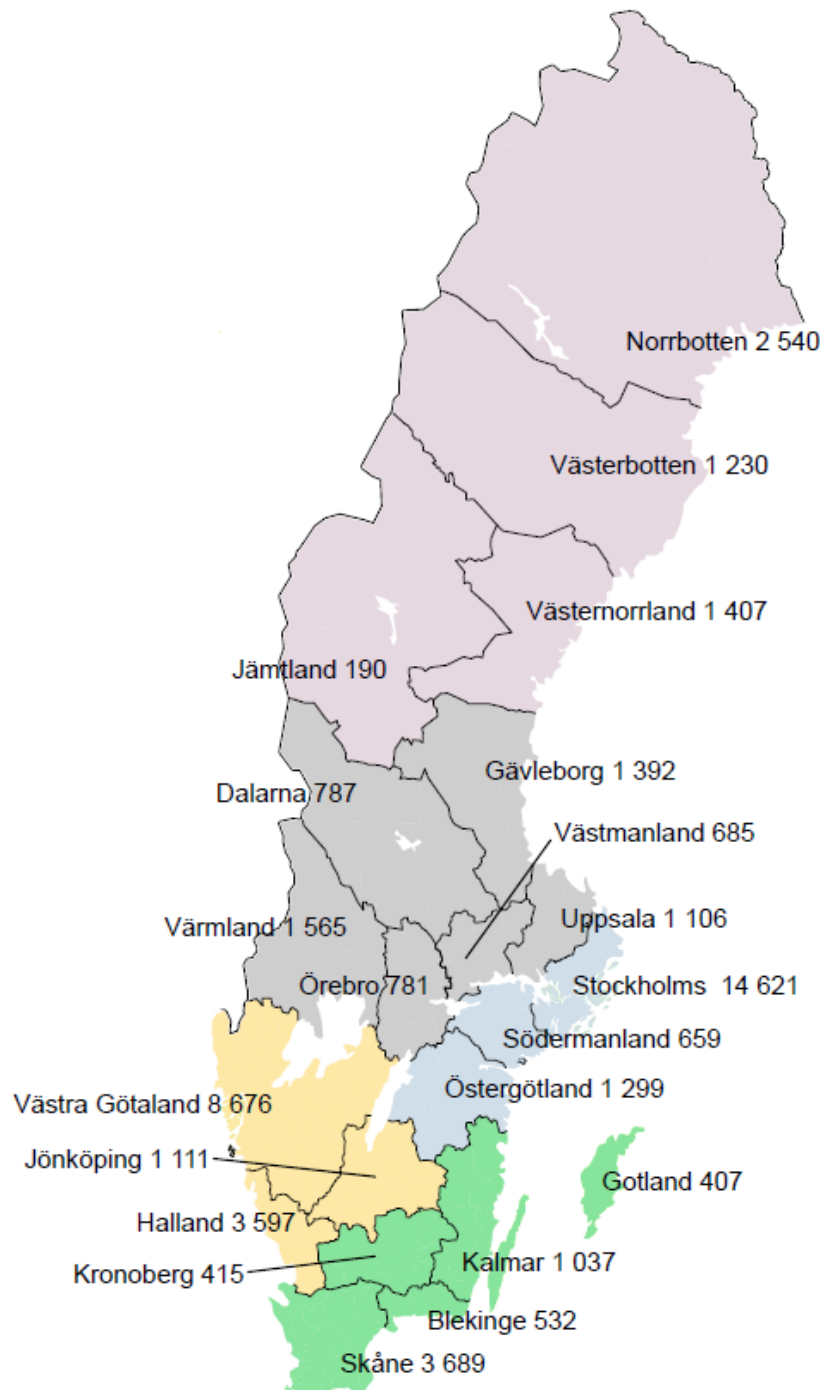 Norrbotten 2 540
Västerbotten 1 230
Västernorrland 1 407
Jämtland 190
Gävleborg 1 392
Dalarna 787
Västmanland 685
Uppsala 1 106
Värmland 1 565
Örebro 781
Stockholms 14 621
Södermanland 659
Östergötland 1 299
Västra Götaland 8 676
Jönköping 1 111
Gotland 407
Halland 3 597
Kalmar 1 037
Kronoberg 415
Blekinge 532
Skåne 3 689